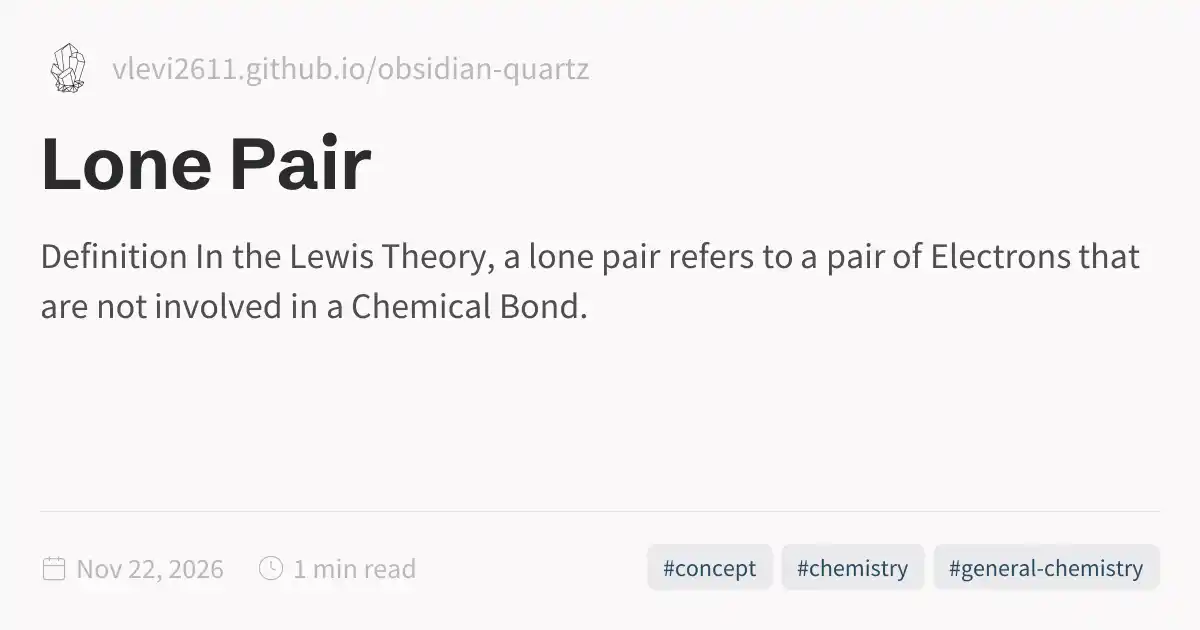 vlevi2611.github.io/obsidian-quartz
Lone Pair
Definition In the Lewis Theory, a lone pair refers to a pair of Electrons that
are not involved in a Chemical Bond.
Nov 22, 2026 1 min read #concept #chemistry #general-chemistry